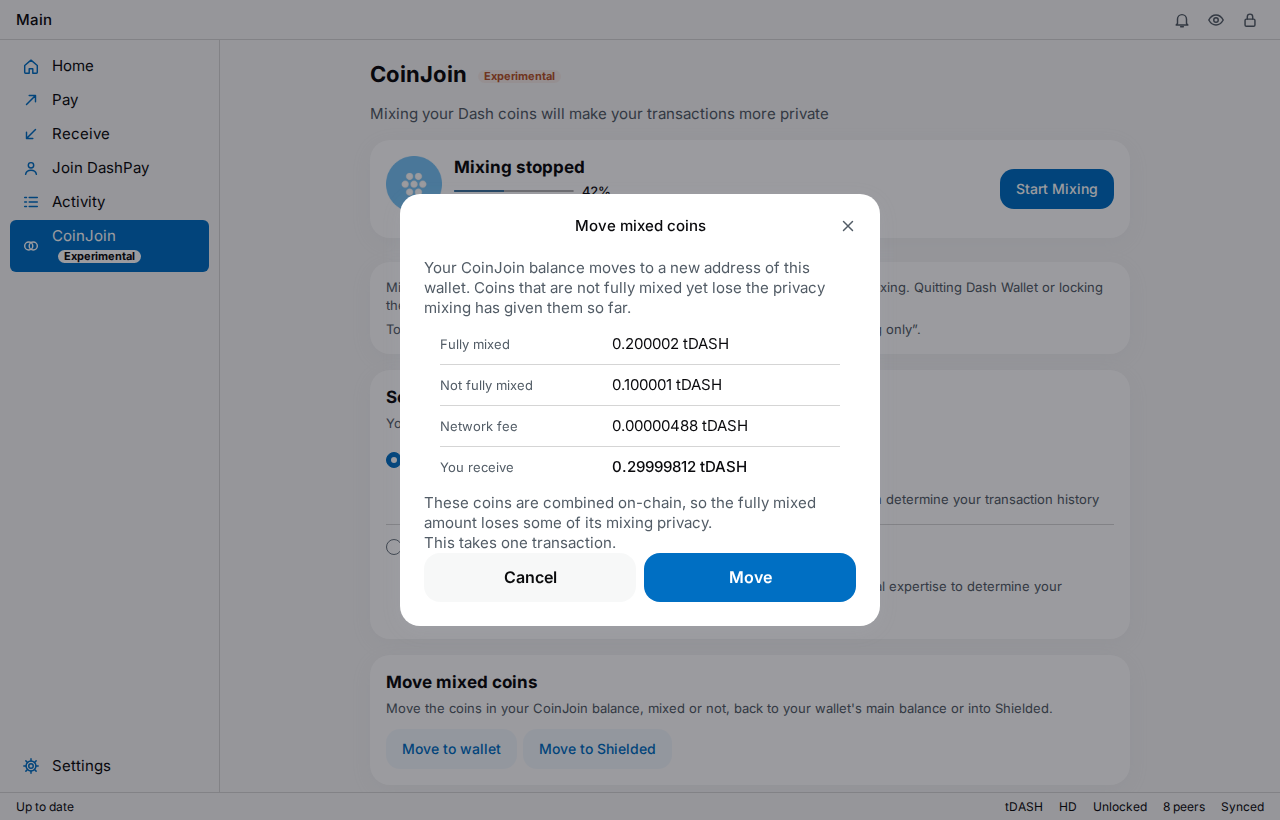 Main
Home
Pay
Receive
Join DashPay
Activity
CoinJoin
Experimental
Settings
CoinJoin Experimental
Mixing your Dash coins will make your transactions more private
Mixing stopped
42%
Start Mixing
xing. Quitting Dash Wallet or locking
only”.
determine your transaction history
expertise to determine your
Move mixed coins
Your CoinJoin balance moves to a new address of this
wallet. Coins that are not fully mixed yet lose the privacy
mixing has given them so far.
Fully mixed 0.200002 tDASH
Not fully mixed 0.100001 tDASH
Network fee 0.00000488 tDASH
You receive 0.29999812 tDASH
These coins are combined on-chain, so the fully mixed
amount loses some of its mixing privacy.
This takes one transaction.
Cancel Move
Move mixed coins
Move the coins in your CoinJoin balance, mixed or not, back to your wallet's main balance or into Shielded.
Move to wallet Move to Shielded
Up to date
tDASH HD Unlocked 8 peers Synced